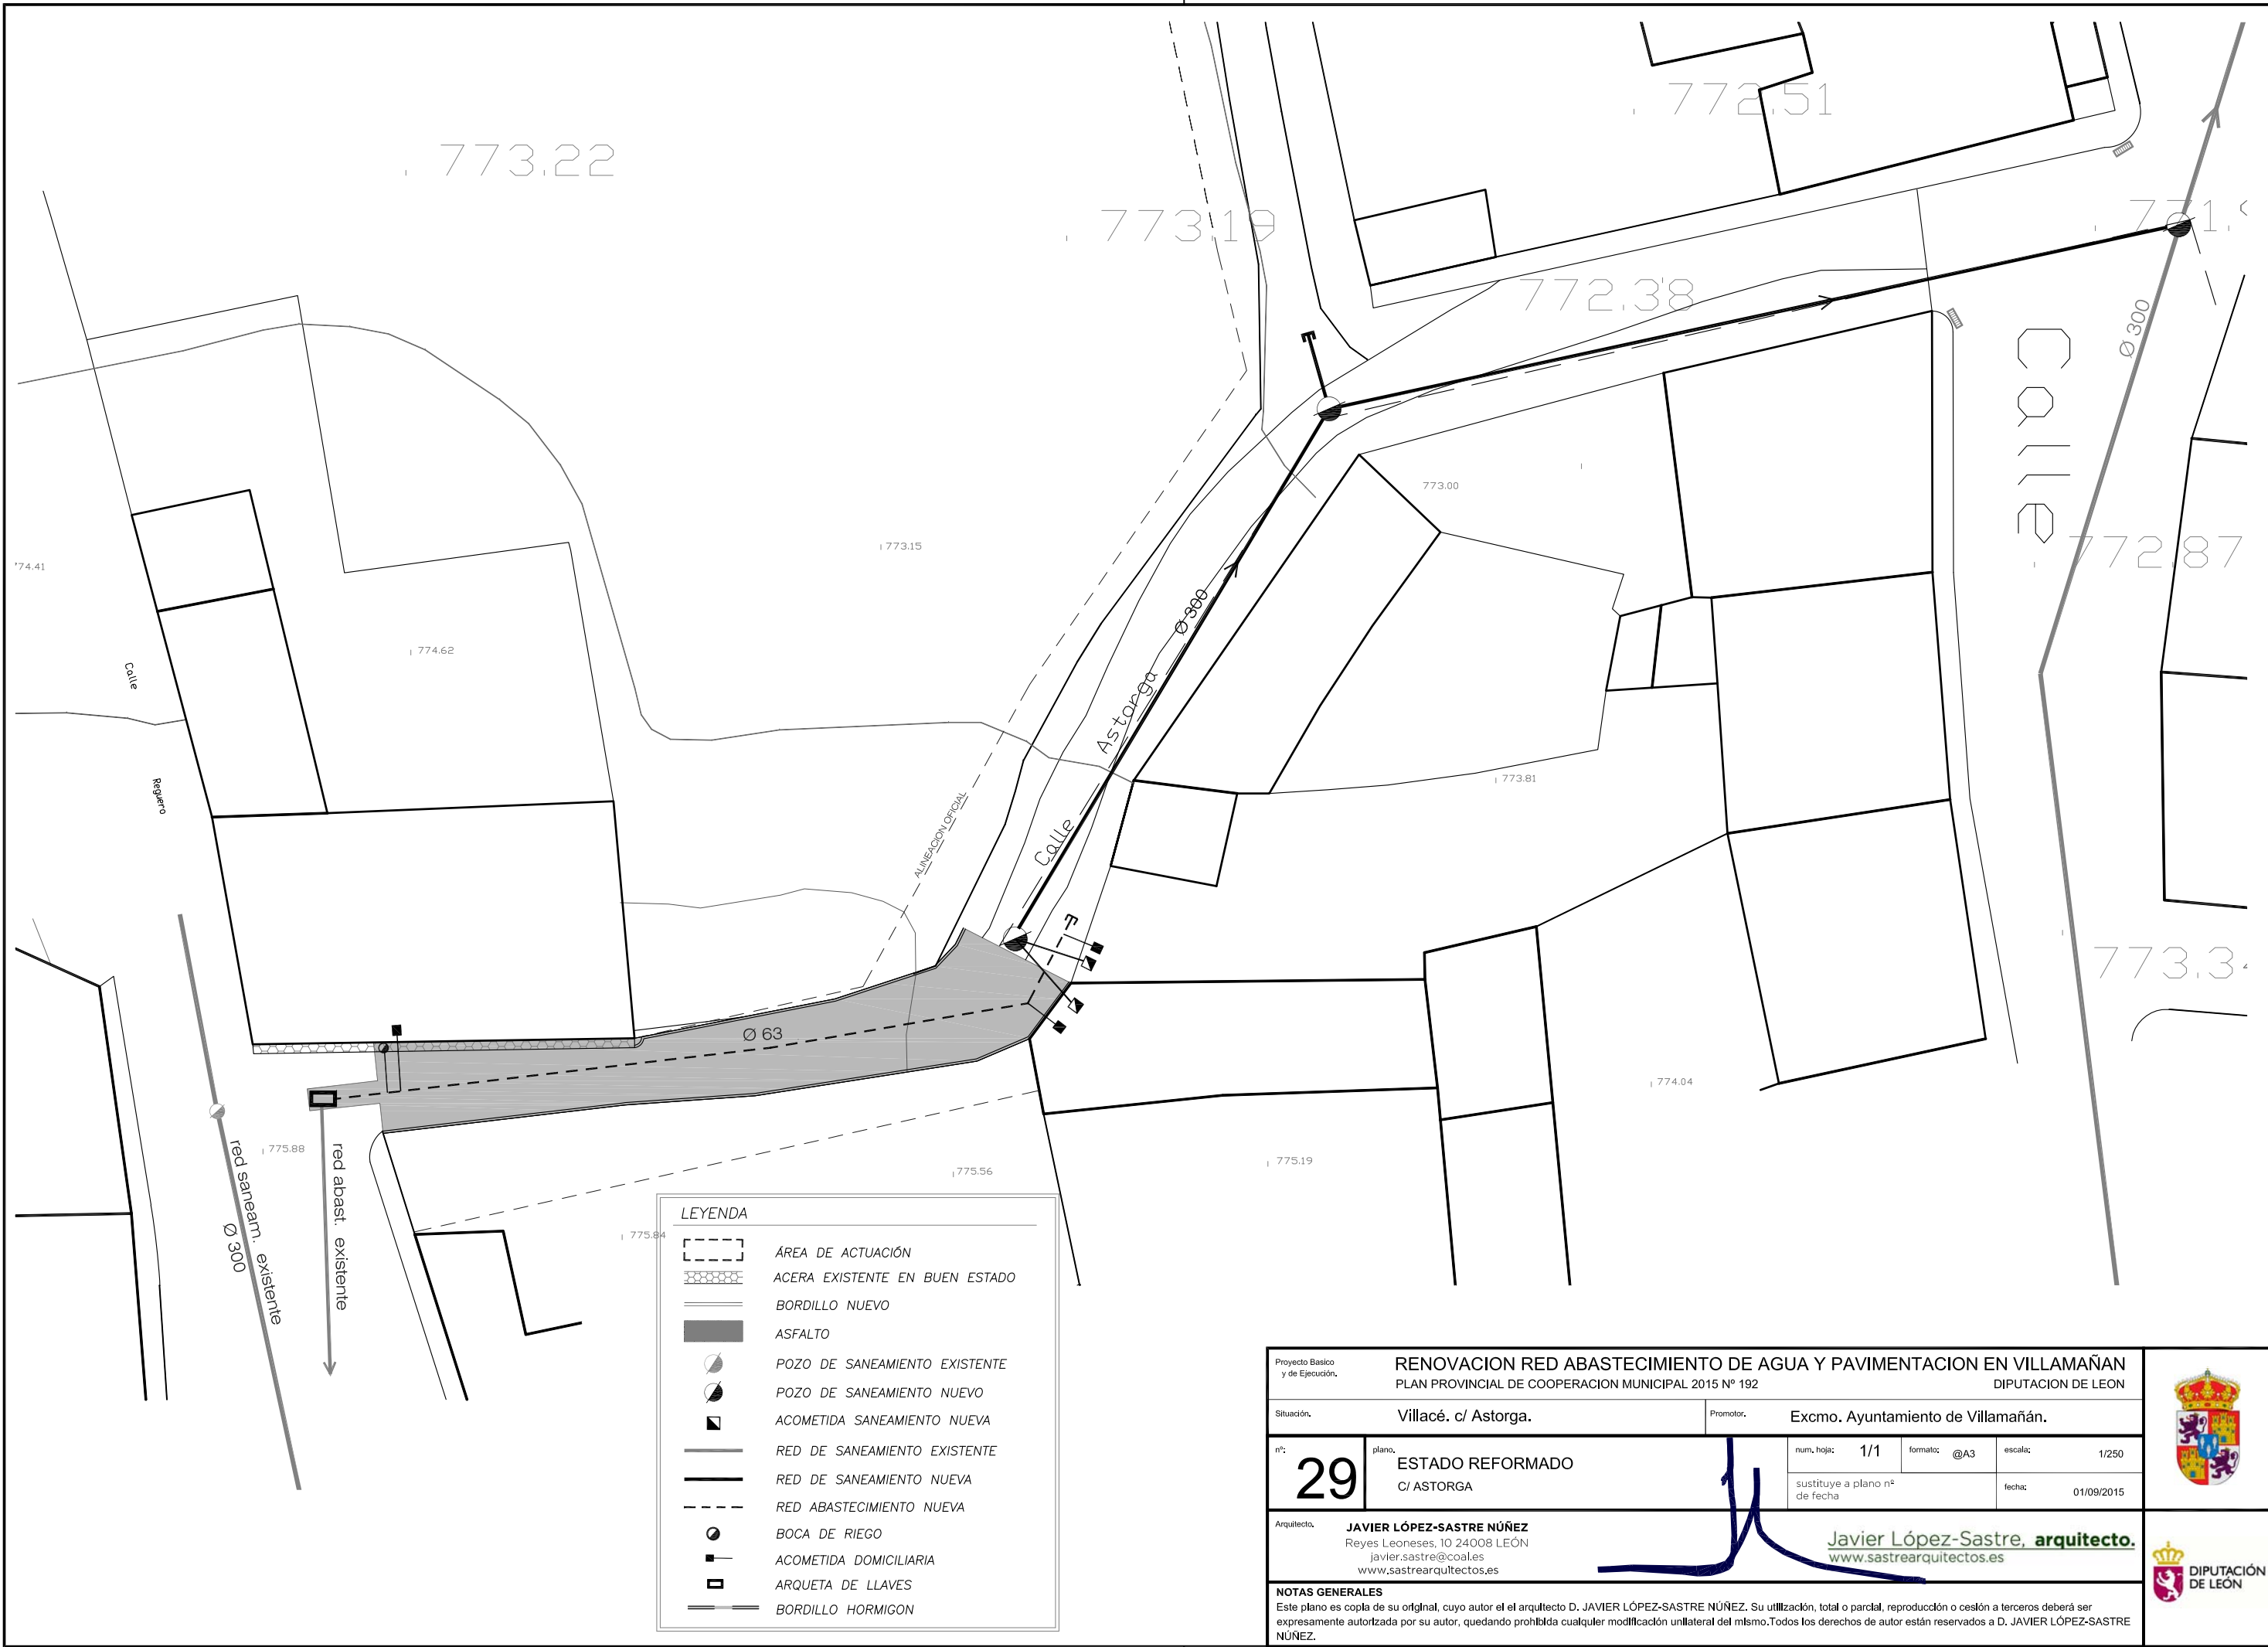 773.22
773.19
772.51
772.38
Ø 300
Calle
772.87
773.15
773.00
774.62
773.81
Calle
Reguero
Calle Astorga
Ø 300
ALINEACION OFICIAL
Ø 63
774.04
775.19
775.56
775.84
775.88
red saneam. existente
Ø 300
red abast. existente
LEYENDA
ÁREA DE ACTUACIÓN
ACERA EXISTENTE EN BUEN ESTADO
BORDILLO NUEVO
ASFALTO
POZO DE SANEAMIENTO EXISTENTE
POZO DE SANEAMIENTO NUEVO
ACOMETIDA SANEAMIENTO NUEVA
RED DE SANEAMIENTO EXISTENTE
RED DE SANEAMIENTO NUEVA
RED ABASTECIMIENTO NUEVA
BOCA DE RIEGO
ACOMETIDA DOMICILIARIA
ARQUETA DE LLAVES
BORDILLO HORMIGON
Proyecto Basico
y de Ejecución.
RENOVACION RED ABASTECIMIENTO DE AGUA Y PAVIMENTACION EN VILLAMAÑAN
PLAN PROVINCIAL DE COOPERACION MUNICIPAL 2015 Nº 192 DIPUTACION DE LEON
Situación. Villacé. c/ Astorga.
Promotor. Excmo. Ayuntamiento de Villamañán.
nº: 29
plano. ESTADO REFORMADO
C/ ASTORGA
num. hoja: 1/1
formato: @A3
escala: 1/250
sustituye a plano nº
de fecha
fecha: 01/09/2015
Arquitecto. JAVIER LÓPEZ-SASTRE NÚÑEZ
Reyes Leoneses, 10 24008 LEÓN
javier.sastre@coal.es
www.sastrearquitectos.es
Javier López-Sastre, arquitecto.
www.sastrearquitectos.es
DIPUTACIÓN
DE LEÓN
NOTAS GENERALES
Este plano es copia de su original, cuyo autor el el arquitecto D. JAVIER LÓPEZ-SASTRE NÚÑEZ. Su utilización, total o parcial, reproducción o cesión a terceros deberá ser
expresamente autorizada por su autor, quedando prohibida cualquier modificación unilateral del mismo.Todos los derechos de autor están reservados a D. JAVIER LÓPEZ-SASTRE
NÚÑEZ.